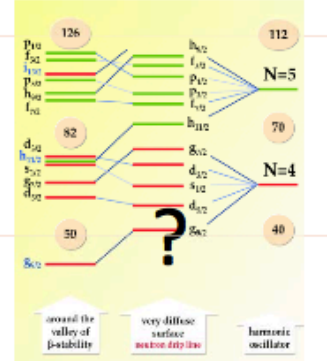 126
112
p1/2
f5/2
i13/2
p3/2
h9/2
f7/2
h9/2
f5/2
p1/2
p3/2
f7/2
h11/2
N=5
82
70
d3/2
h11/2
s1/2
g7/2
d5/2
g7/2
d3/2
s1/2
d5/2
g9/2
N=4
50
40
?
g9/2
around the
valley of
β-stability
very diffuse
surface
neutron drip line
harmonic
oscillator